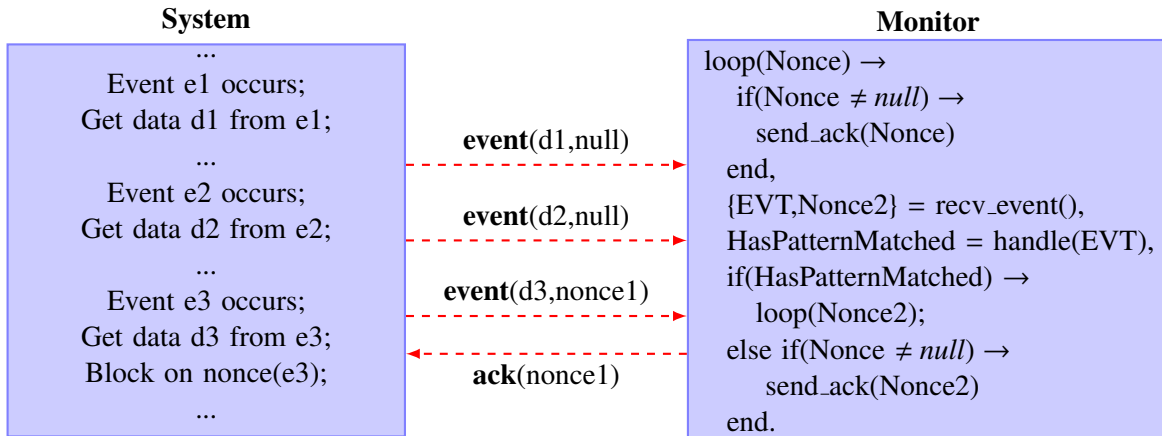 System
...
Event e1 occurs;
Get data d1 from e1;
...
Event e2 occurs;
Get data d2 from e2;
...
Event e3 occurs;
Get data d3 from e3;
Block on nonce(e3);
...
event(d1,null)
event(d2,null)
event(d3,nonce1)
ack(nonce1)
Monitor
loop(Nonce) →
if(Nonce ≠ null) →
send_ack(Nonce)
end,
{EVT,Nonce2} = recv_event(),
HasPatternMatched = handle(EVT),
if(HasPatternMatched) →
loop(Nonce2);
else if(Nonce ≠ null) →
send_ack(Nonce2)
end.